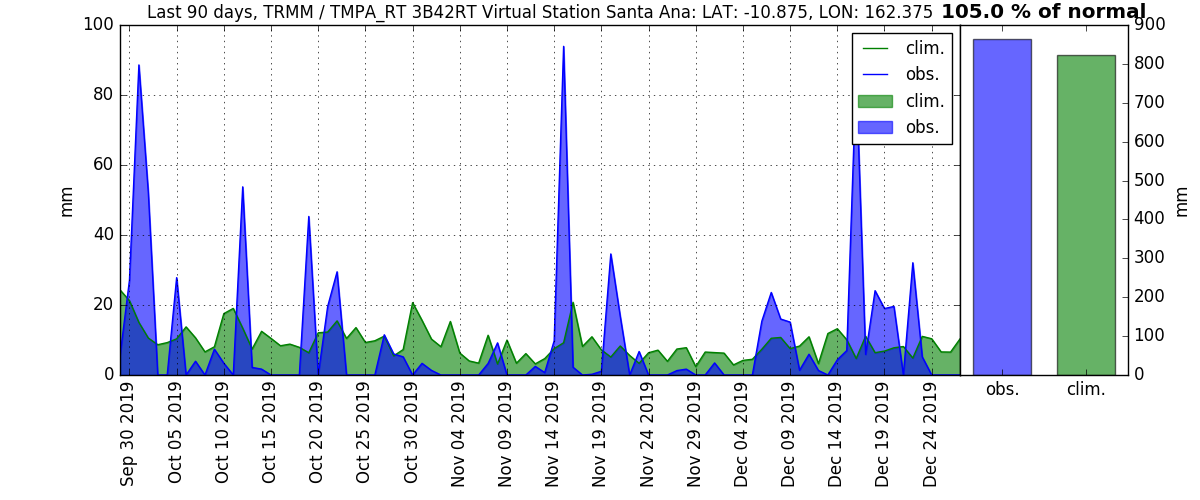 Last 90 days, TRMM / TMPA_RT 3B42RT Virtual Station Santa Ana: LAT: -10.875, LON: 162.375 105.0 % of normal
100
80
60
40
20
0
mm
clim.
obs.
clim.
obs.
900
800
700
600
500
400
300
200
100
0
mm
Sep 30 2019
Oct 05 2019
Oct 10 2019
Oct 15 2019
Oct 20 2019
Oct 25 2019
Oct 30 2019
Nov 04 2019
Nov 09 2019
Nov 14 2019
Nov 19 2019
Nov 24 2019
Nov 29 2019
Dec 04 2019
Dec 09 2019
Dec 14 2019
Dec 19 2019
Dec 24 2019
obs.
clim.